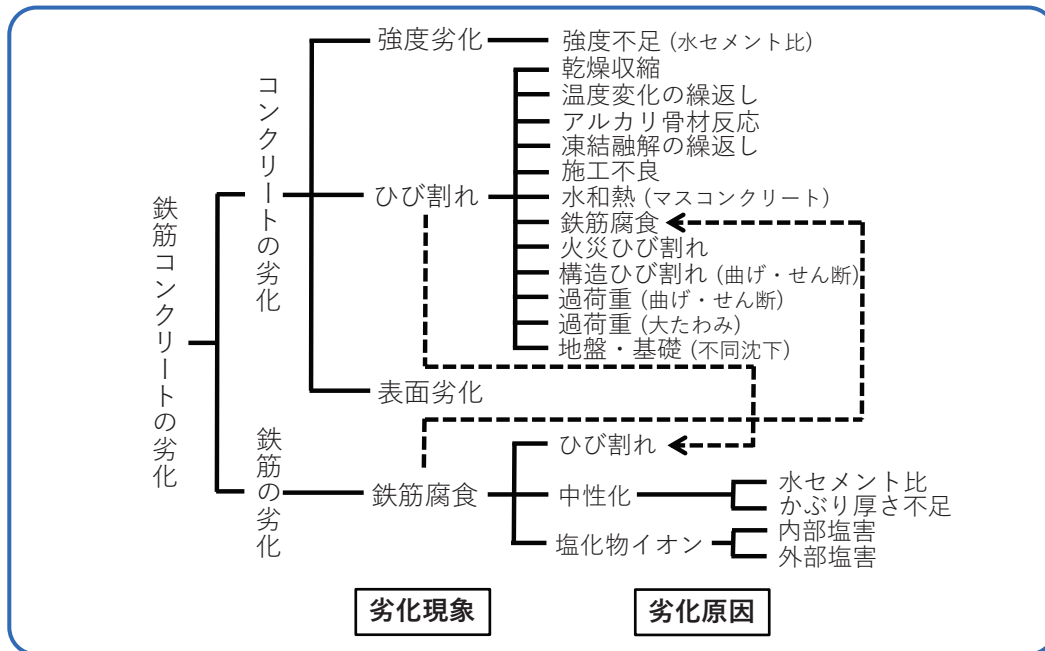 鉄筋コンクリートの劣化
コンクリートの劣化
強度劣化
強度不足 (水セメント比)
ひび割れ
乾燥収縮
温度変化の繰返し
アルカリ骨材反応
凍結融解の繰返し
施工不良
水和熱 (マスコンクリート)
鉄筋腐食
火災ひび割れ
構造ひび割れ (曲げ・せん断)
過荷重 (曲げ・せん断)
過荷重 (大たわみ)
地盤・基礎 (不同沈下)
表面劣化
鉄筋の劣化
鉄筋腐食
ひび割れ
中性化
水セメント比
かぶり厚さ不足
塩化物イオン
内部塩害
外部塩害
劣化現象
劣化原因